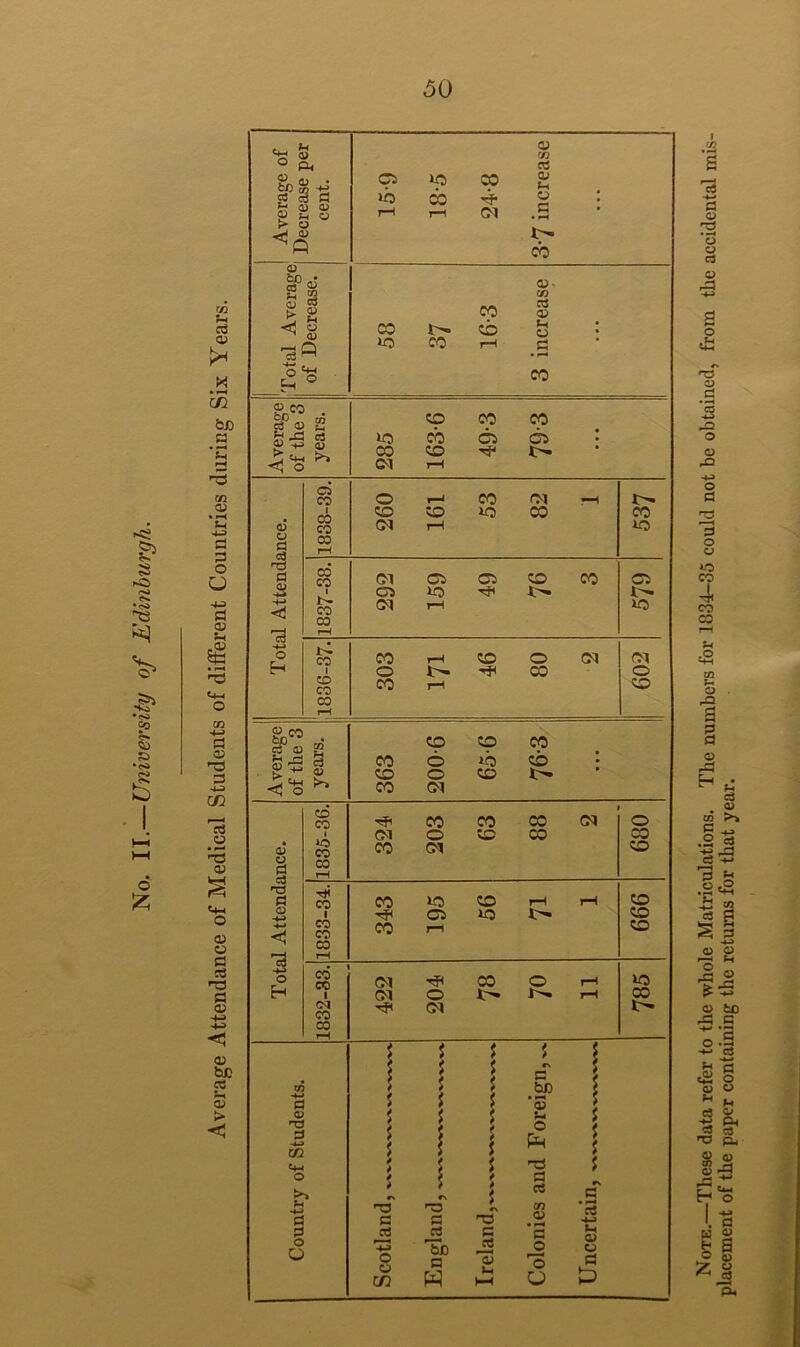 50
No. II.—University of Edinburgh.
Average Attendance of Medical Students of different Countries during Six Years.
Country of Students. | Total Attendance. | Average of the 3 years. | Total Attendance. | Average of the 3 years. | Total Average of Decrease. | Average of Decrease per cent.
1832-33. | 1833-34. | 1835-36. | 1836-37. | 1837-38. | 1838-39.
Scotland, | 422 | 343 | 324 | 363 | 303 | 292 | 260 | 285 | 58 | 15·9
England, | 204 | 195 | 203 | 200·6 | 171 | 159 | 161 | 163·6 | 37 | 18·5
Ireland, | 78 | 56 | 63 | 65·6 | 46 | 49 | 53 | 49·3 | 16·3 | 24·8
Colonies and Foreign, | 70 | 71 | 88 | 76·3 | 80 | 76 | 82 | 79·3 | 3 increase | 3·7 increase
Uncertain, | 11 | 1 | 2 | ... | 2 | 3 | 1 | ... | ... | ...
785 | 666 | 680 | 602 | 579 | 537
Note.—These data refer to the whole Matriculations. The numbers for 1834-35 could not be obtained, from the accidental mis-
placement of the paper containing the returns for that year.